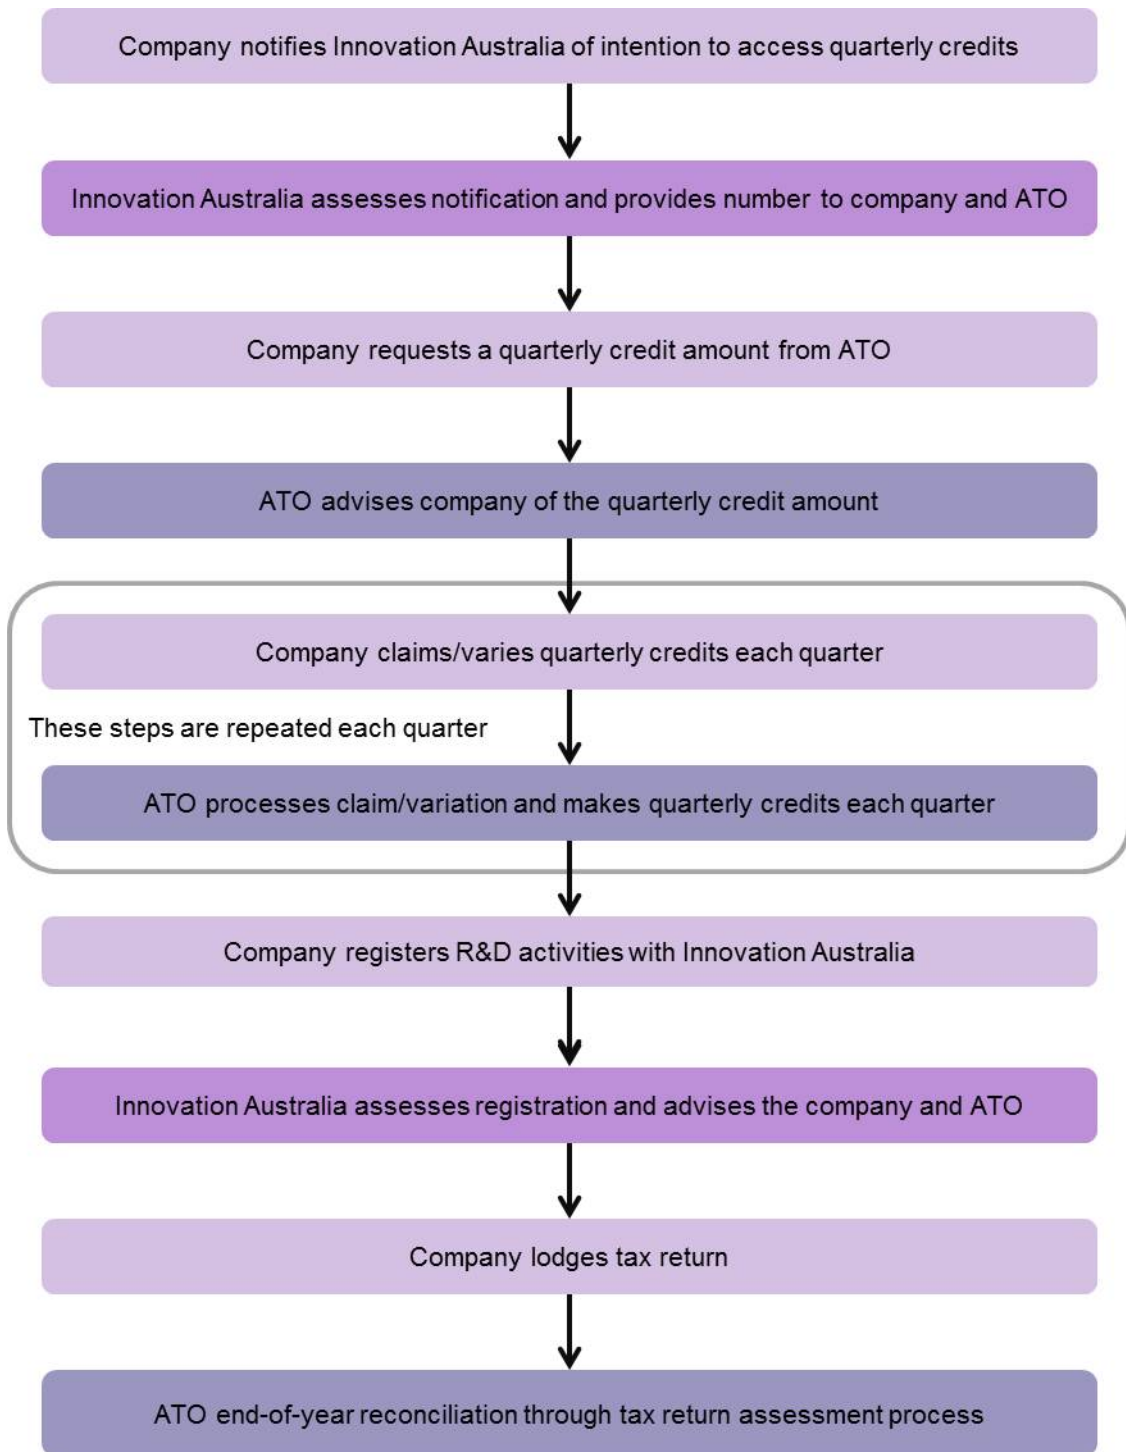 Company notifies Innovation Australia of intention to access quarterly credits
Innovation Australia assesses notification and provides number to company and ATO
Company requests a quarterly credit amount from ATO
ATO advises company of the quarterly credit amount
Company claims/varies quarterly credits each quarter
These steps are repeated each quarter
ATO processes claim/variation and makes quarterly credits each quarter
Company registers R&D activities with Innovation Australia
Innovation Australia assesses registration and advises the company and ATO
Company lodges tax return
ATO end-of-year reconciliation through tax return assessment process